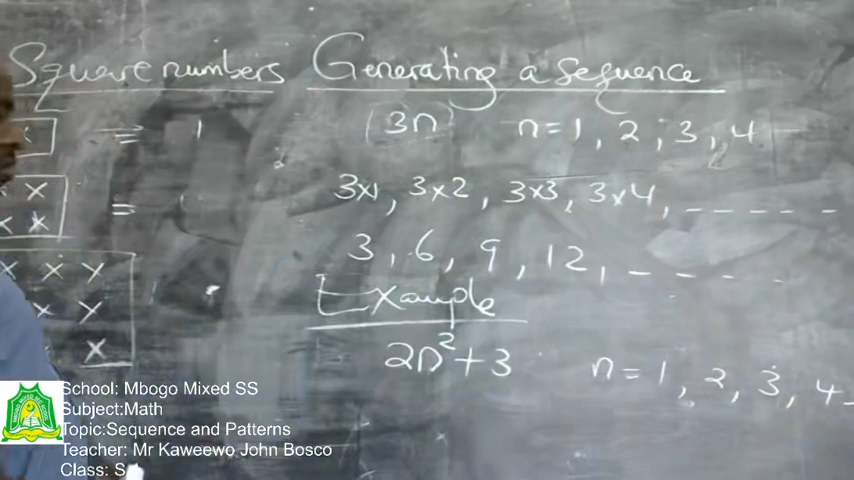 Square numbers
= 1
=
Generating a sequence
(3n) n=1, 2, 3, 4
3x1, 3x2, 3x3, 3x4, _ _ _ _ _
3, 6, 9, 12, _ _ _ _
Example
2n²+3 n=1, 2, 3, 4
School: Mbogo Mixed SS
Subject:Math
Topic:Sequence and Patterns
Teacher: Mr Kaweewo John Bosco
Class: